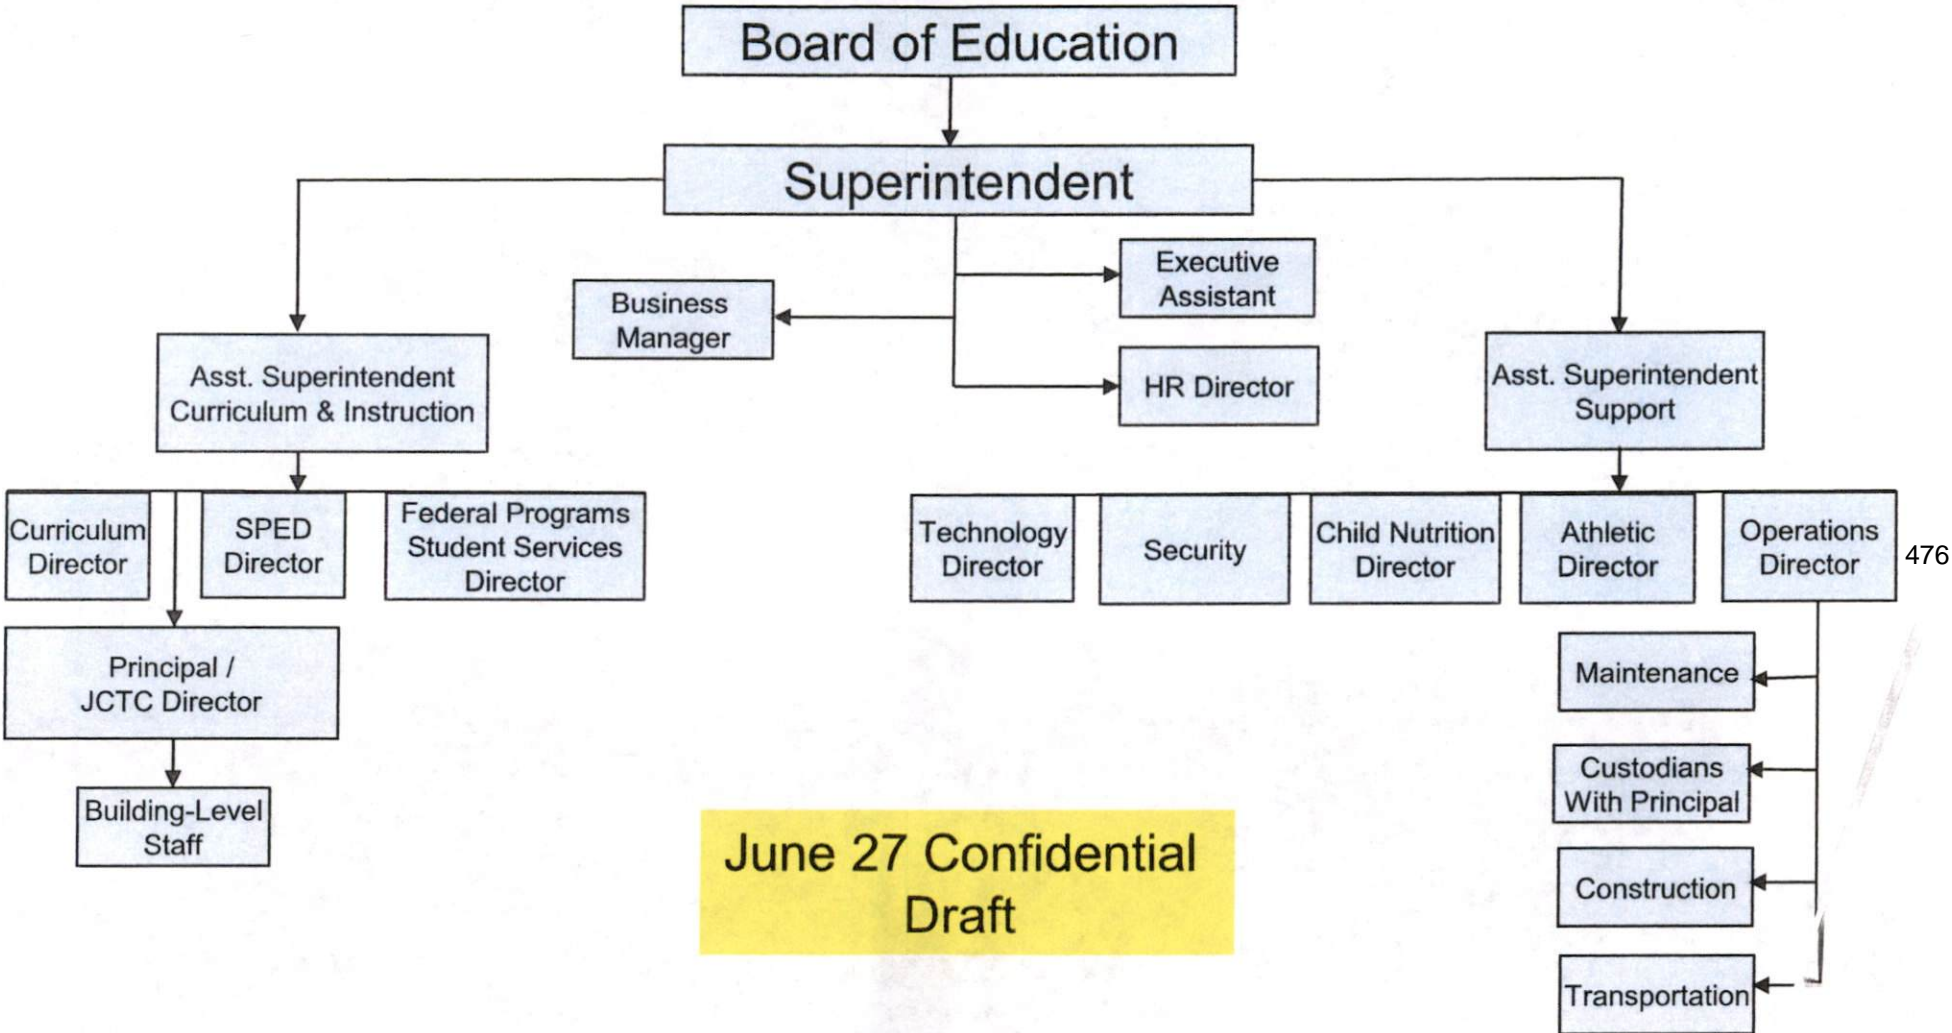 Board of Education
Superintendent
Executive
Assistant
Business
Manager
HR Director
Asst. Superintendent
Curriculum & Instruction
Asst. Superintendent
Support
Curriculum
Director
SPED
Director
Federal Programs
Student Services
Director
Technology
Director
Security
Child Nutrition
Director
Athletic
Director
Operations
Director
476
Principal /
JCTC Director
Building-Level
Staff
Maintenance
Custodians
With Principal
Construction
Transportation
June 27 Confidential
Draft